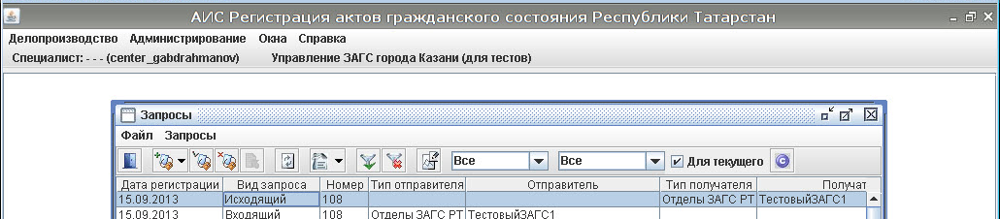 АИС Регистрация актов гражданского состояния Республики Татарстан
Делопроизводство Администрирование Окна Справка
Специалист: - - - (center_gabdrahmanov) Управление ЗАГС города Казани (для тестов)
Запросы
Файл Запросы
Все Все Для текущего
Дата регистрации Вид запроса Номер Тип отправителя Отправитель Тип получателя Получат
15.09.2013 Исходящий 108 Отделы ЗАГС РТ ТестовыйЗАГС1
15.09.2013 Входящий 108 Отделы ЗАГС РТ ТестовыйЗАГС1